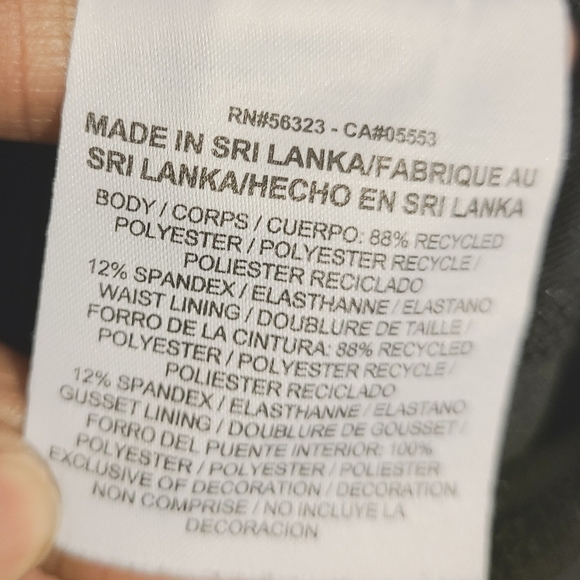 RN#56323 - CA#05553
MADE IN SRI LANKA/FABRIQUE AU
SRI LANKA/HECHO EN SRI LANKA
BODY / CORPS / CUERPO: 88% RECYCLED
POLYESTER / POLYESTER RECYCLE /
POLIESTER RECICLADO
12% SPANDEX / ELASTHANNE / ELASTANO
WAIST LINING / DOUBLURE DE TAILLE /
FORRO DE LA CINTURA: 88% RECYCLED
POLYESTER / POLYESTER RECYCLE /
POLIESTER RECICLADO
12% SPANDEX / ELASTHANNE / ELASTANO
GUSSET LINING / DOUBLURE DE GOUSSET /
FORRO DEL PUENTE INTERIOR: 100%
POLYESTER / POLYESTER / POLIESTER
EXCLUSIVE OF DECORATION / DECORATION
NON COMPRISE / NO INCLUYE LA
DECORACION